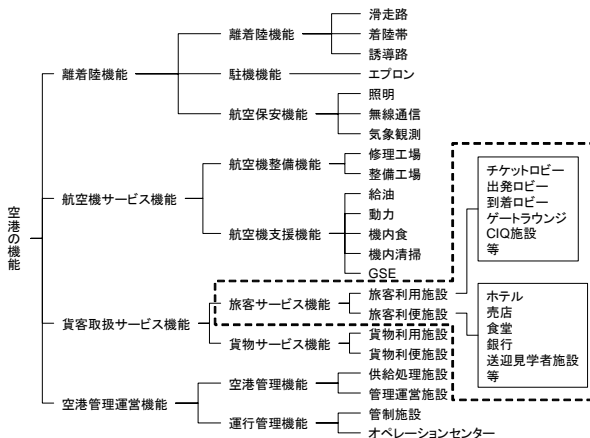 空港の機能
離着陸機能
離着陸機能
滑走路
着陸帯
誘導路
駐機機能
エプロン
航空保安機能
照明
無線通信
気象観測
航空機サービス機能
航空機整備機能
修理工場
整備工場
航空機支援機能
給油
動力
機内食
機内清掃
GSE
貨客取扱サービス機能
旅客サービス機能
旅客利用施設
チケットロビー
出発ロビー
到着ロビー
ゲートラウンジ
CIQ施設
等
旅客利便施設
ホテル
売店
食堂
銀行
送迎見学者施設
等
貨物サービス機能
貨物利用施設
貨物利便施設
空港管理運営機能
空港管理機能
供給処理施設
管理運営施設
運行管理機能
管制施設
オペレーションセンター